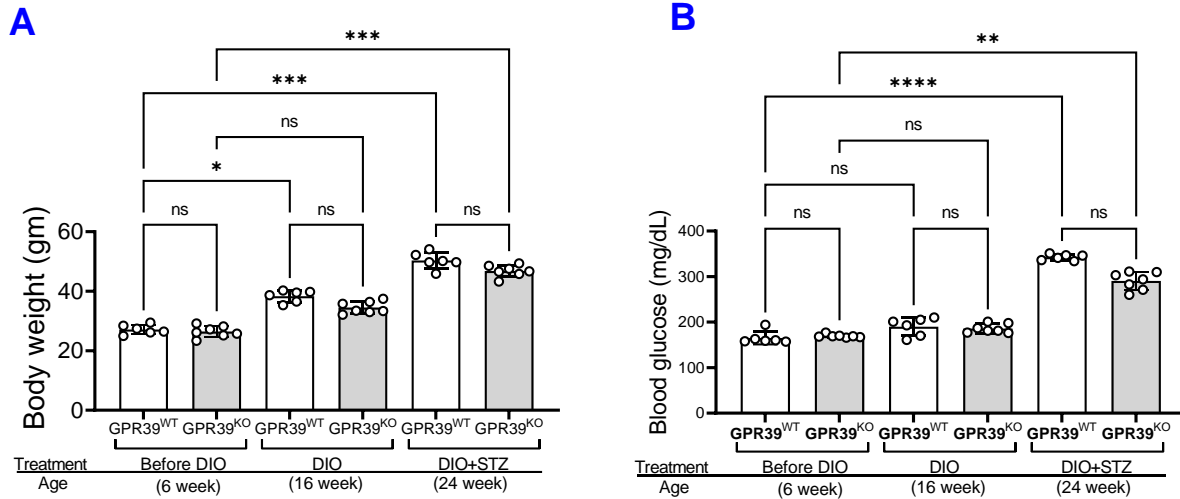 A
***
***
ns
*
ns
ns
ns
Body weight (gm)
60
40
20
0
GPR39WT GPR39KO GPR39WT GPR39KO GPR39WT GPR39KO
Treatment Before DIO DIO DIO+STZ
Age (6 week) (16 week) (24 week)
B
**
****
ns
ns
ns
ns
ns
Blood glucose (mg/dL)
400
300
200
100
0
GPR39WT GPR39KO GPR39WT GPR39KO GPR39WT GPR39KO
Treatment Before DIO DIO DIO+STZ
Age (6 week) (16 week) (24 week)